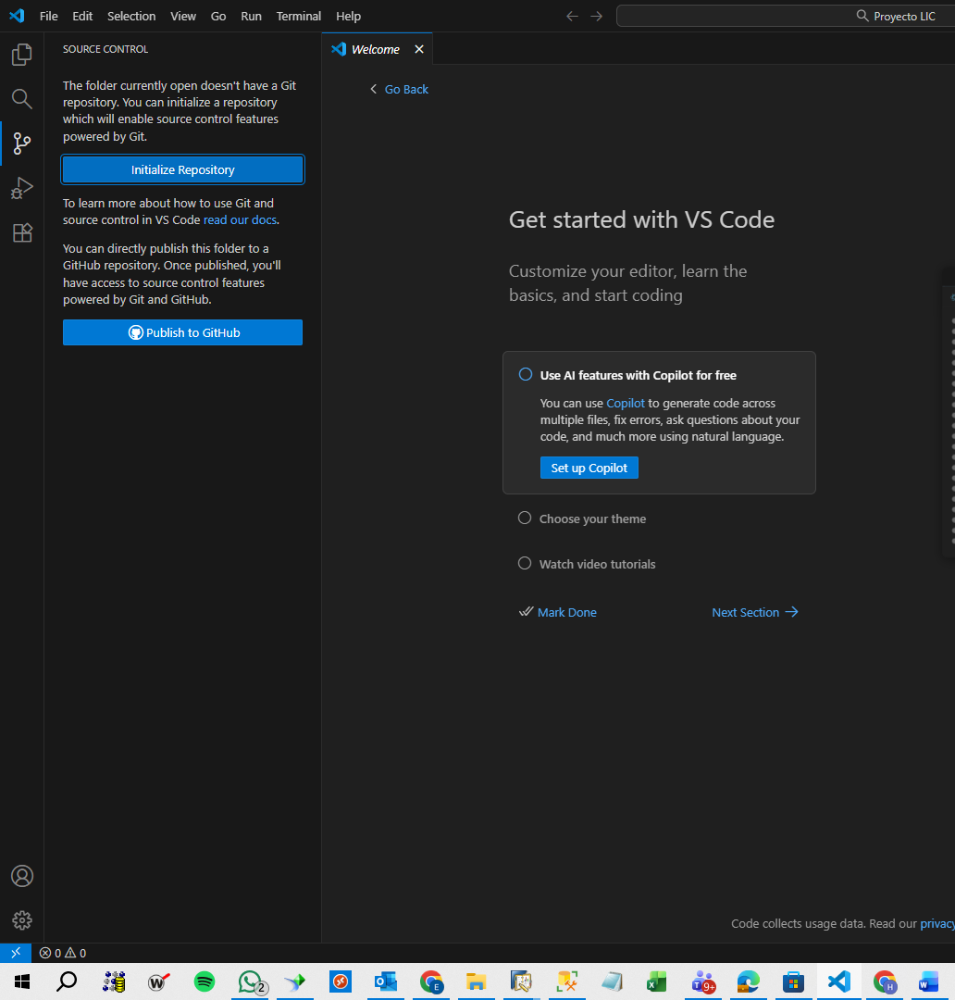 File Edit Selection View Go Run Terminal Help
Proyecto LIC
SOURCE CONTROL
Welcome
The folder currently open doesn't have a Git
repository. You can initialize a repository
which will enable source control features
powered by Git.
Initialize Repository
To learn more about how to use Git and
source control in VS Code read our docs.
You can directly publish this folder to a
GitHub repository. Once published, you'll
have access to source control features
powered by Git and GitHub.
Publish to GitHub
Go Back
Get started with VS Code
Customize your editor, learn the
basics, and start coding
Use AI features with Copilot for free
You can use Copilot to generate code across
multiple files, fix errors, ask questions about your
code, and much more using natural language.
Set up Copilot
Choose your theme
Watch video tutorials
Mark Done
Next Section
Code collects usage data. Read our privacy
0 0
W 2 E T 9+ H W